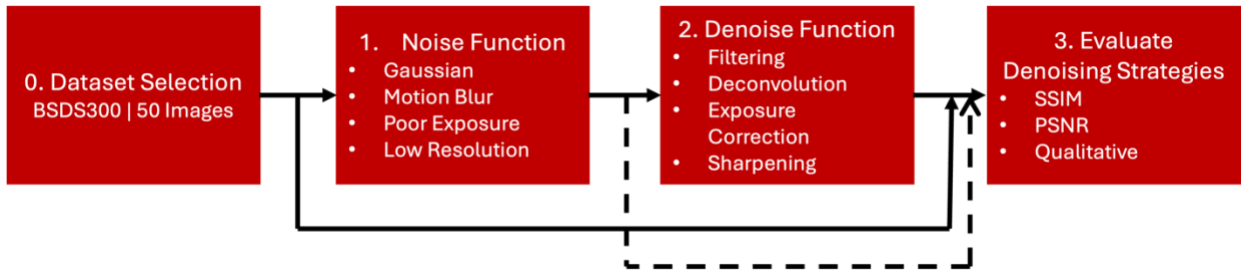 0. Dataset Selection
BSDS300 | 50 Images
1. Noise Function
• Gaussian
• Motion Blur
• Poor Exposure
• Low Resolution
2. Denoise Function
• Filtering
• Deconvolution
• Exposure
Correction
• Sharpening
3. Evaluate
Denoising Strategies
• SSIM
• PSNR
• Qualitative